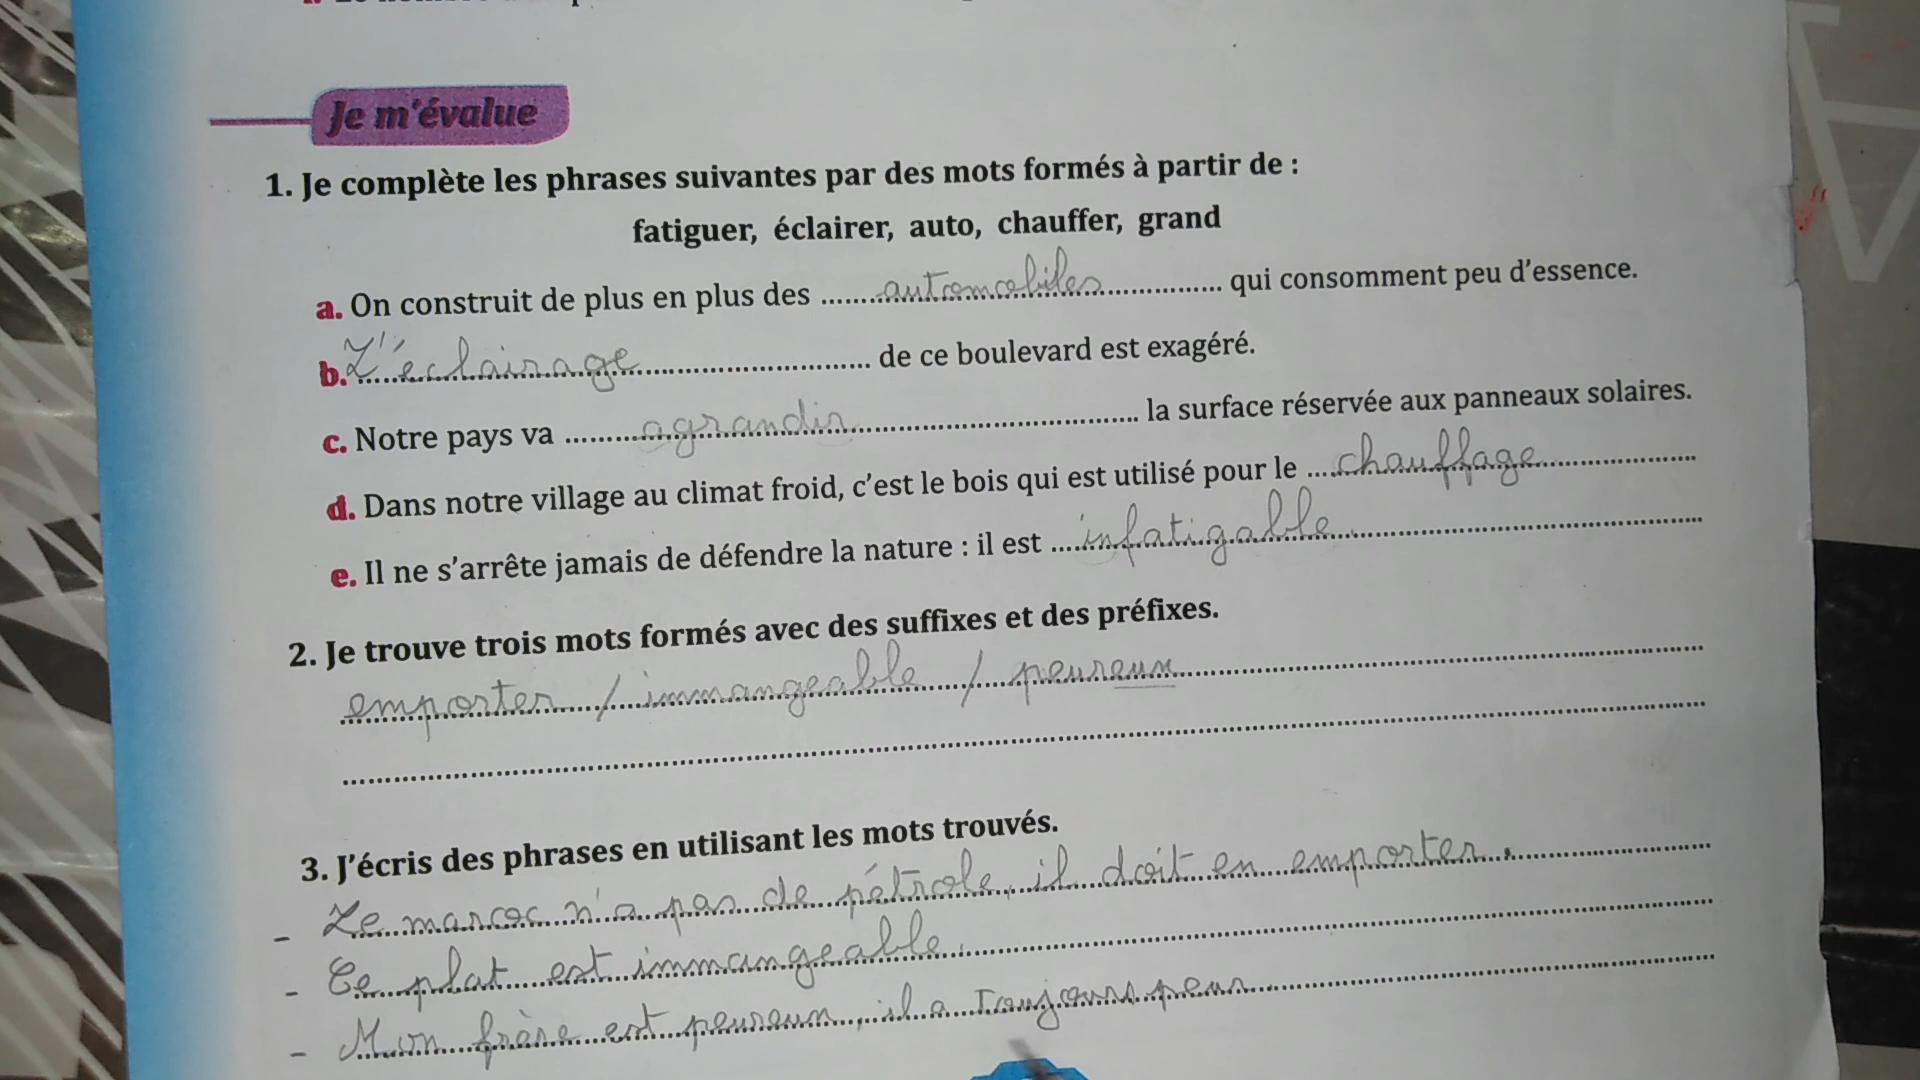 Je m'évalue
1. Je complète les phrases suivantes par des mots formés à partir de :
fatiguer, éclairer, auto, chauffer, grand
a. On construit de plus en plus des ....... automobiles ............ qui consomment peu d'essence.
b. L'éclairage ............ de ce boulevard est exagéré.
c. Notre pays va ......... agrandir ............ la surface réservée aux panneaux solaires.
d. Dans notre village au climat froid, c'est le bois qui est utilisé pour le .... chauffage ............
e. Il ne s'arrête jamais de défendre la nature : il est .... infatigable ............
2. Je trouve trois mots formés avec des suffixes et des préfixes.
emporter / immangeable / peureux
3. J'écris des phrases en utilisant les mots trouvés.
- Le maroc n'a pas de pétrole, il doit en emporter.
- Ce plat est immangeable.
- Mon frère est peureux, il a toujours peur